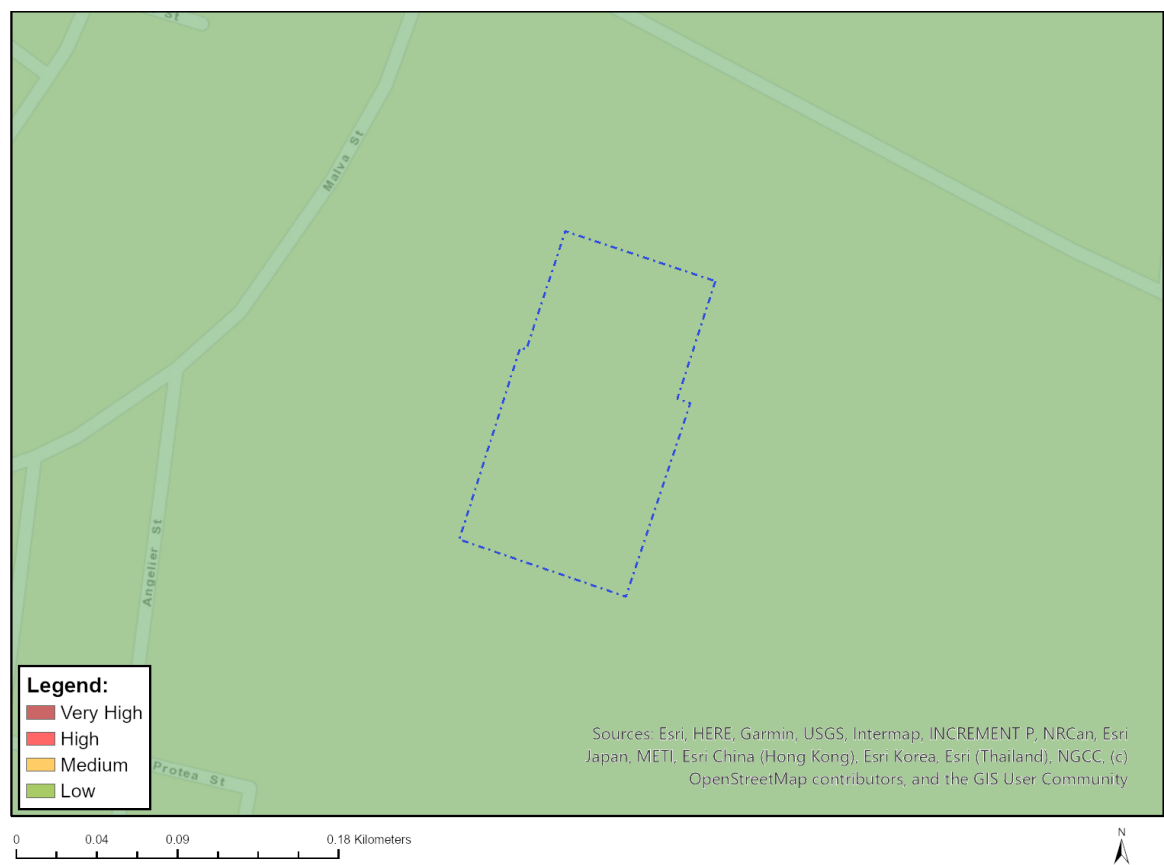 St
Malva St
Angelier St
Protea St
Legend:
Very High
High
Medium
Low
Sources: Esri, HERE, Garmin, USGS, Intermap, INCREMENT P, NRCan, Esri
Japan, METI, Esri China (Hong Kong), Esri Korea, Esri (Thailand), NGCC, (c)
OpenStreetMap contributors, and the GIS User Community
0 0.04 0.09 0.18 Kilometers
N